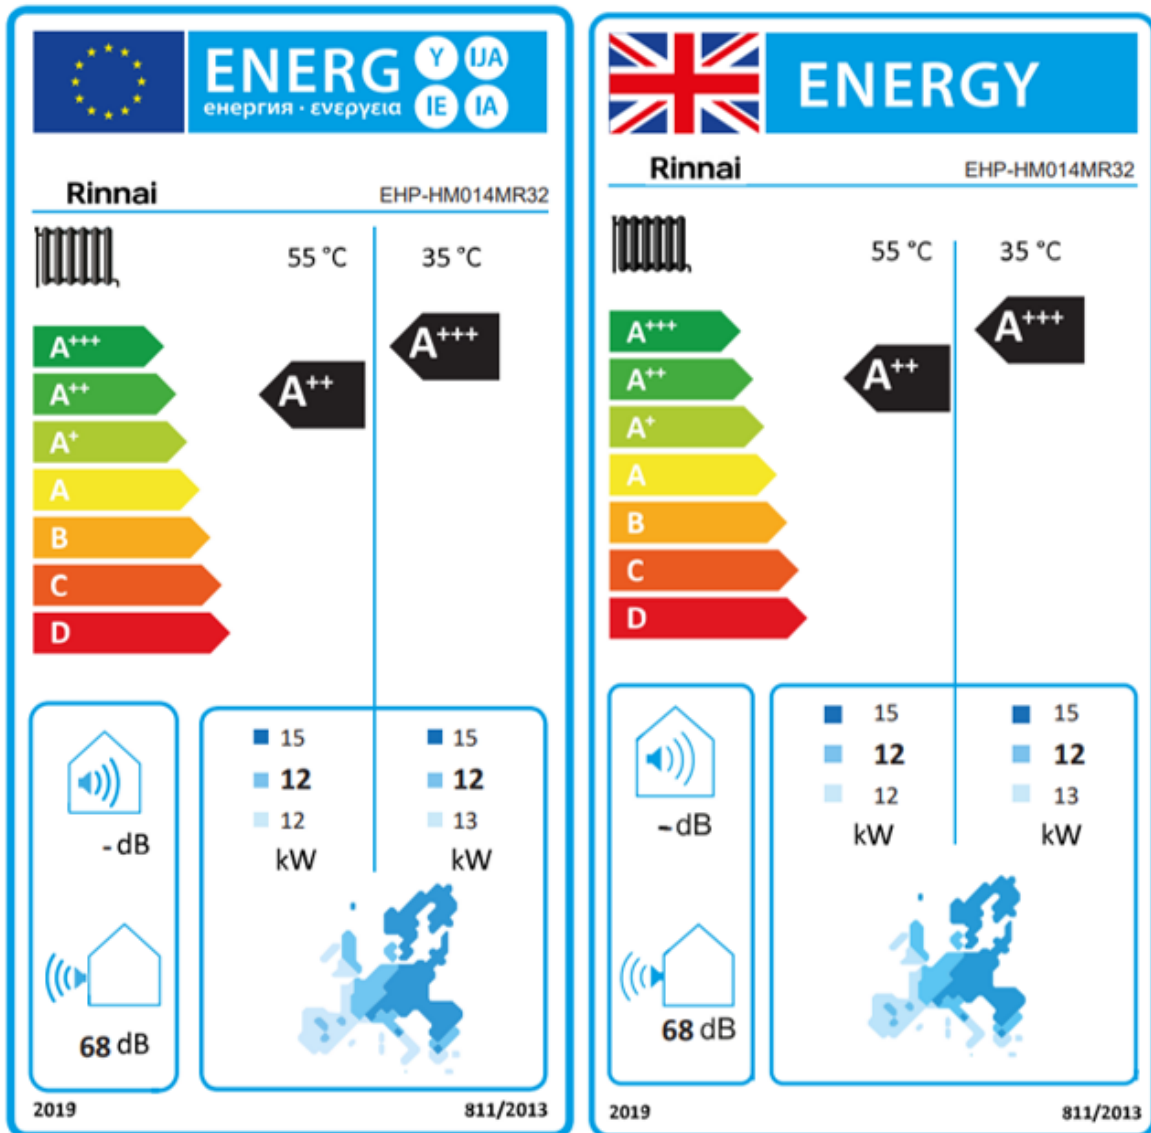 ENERG Y IJA
енергия · ενεργεια IE IA
Rinnai EHP-HM014MR32
55 °C 35 °C
A+++ A+++
A++ A++
A+
A
B
C
D
15 15
12 12
12 13
kW kW
- dB
68 dB
2019 811/2013
ENERGY
Rinnai EHP-HM014MR32
55 °C 35 °C
A+++ A+++
A++ A++
A+
A
B
C
D
15 15
12 12
12 13
kW kW
- dB
68 dB
2019 811/2013